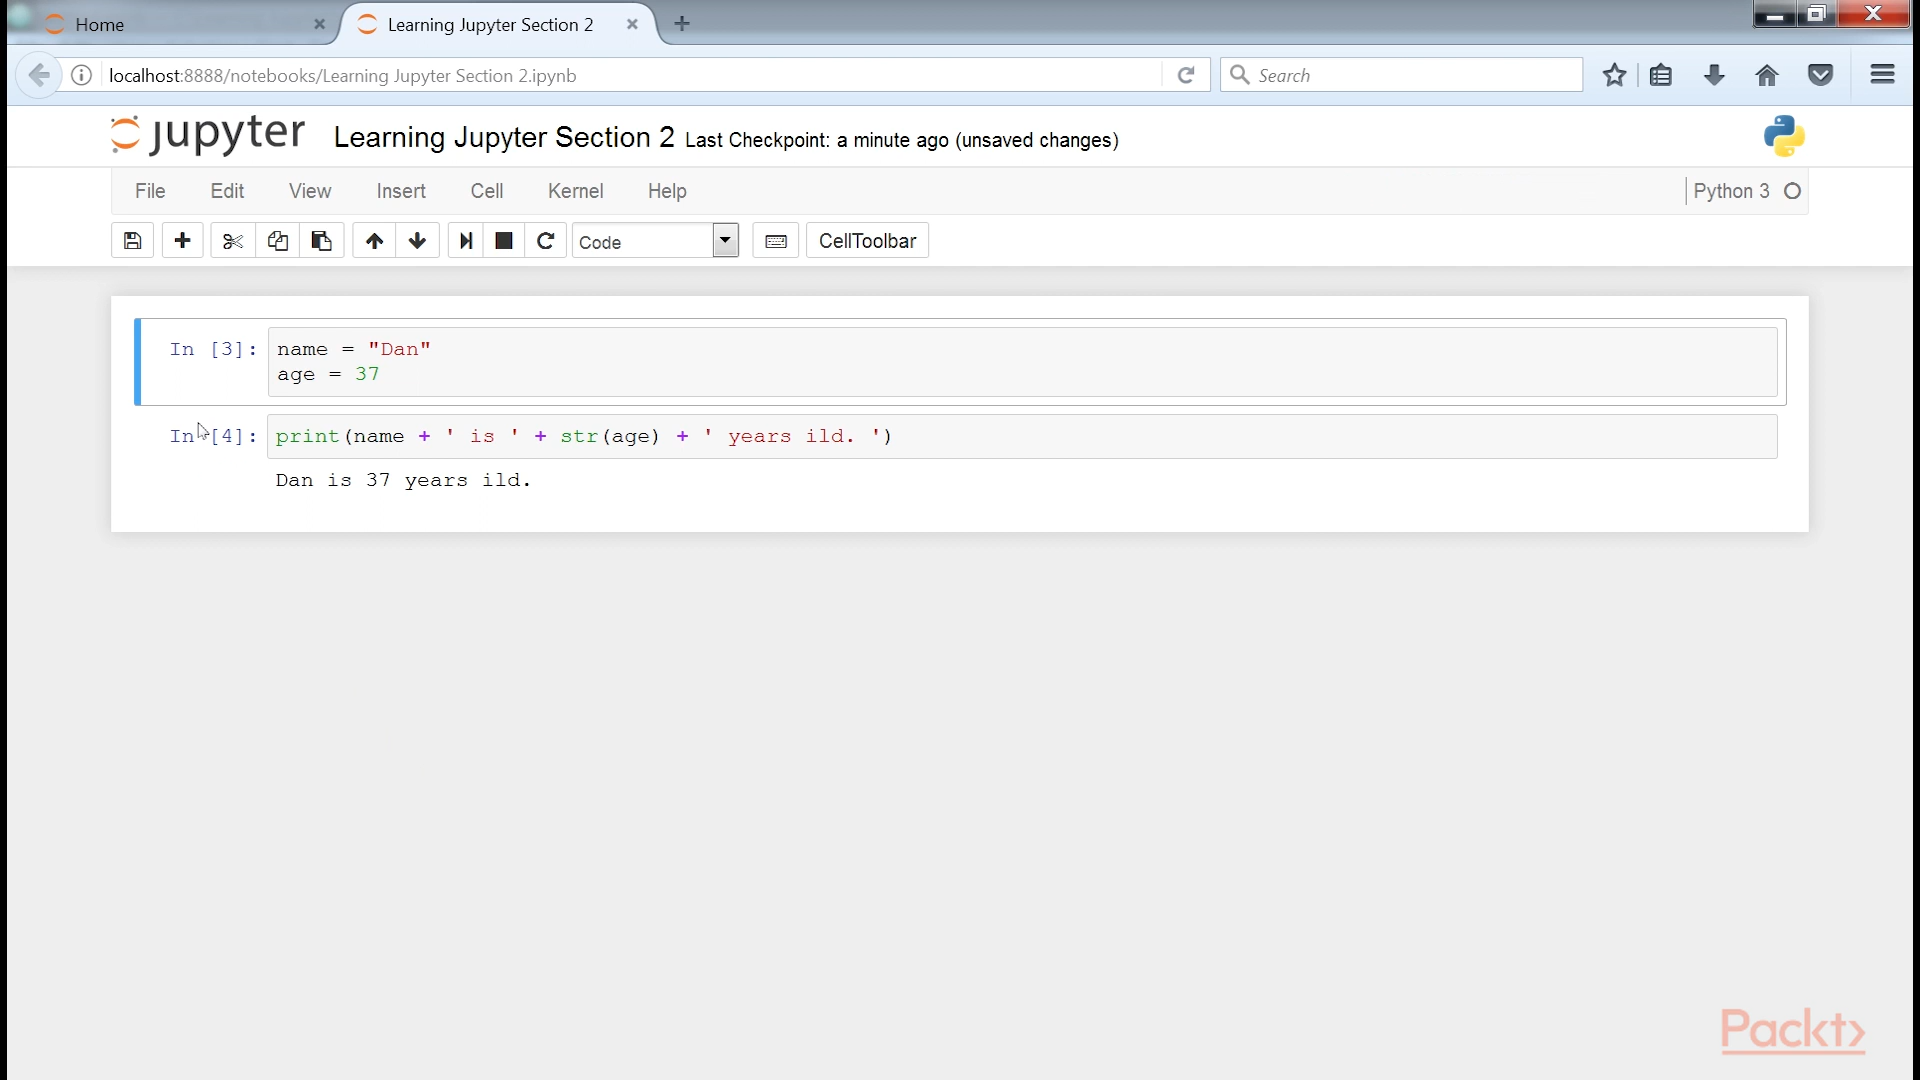 Home
Learning Jupyter Section 2
localhost:8888/notebooks/Learning Jupyter Section 2.ipynb
Search
jupyter Learning Jupyter Section 2 Last Checkpoint: a minute ago (unsaved changes)
File Edit View Insert Cell Kernel Help Python 3
Code CellToolbar
In [3]: name = "Dan"
age = 37
In [4]: print(name + ' is ' + str(age) + ' years ild. ')
Dan is 37 years ild.
Packt>